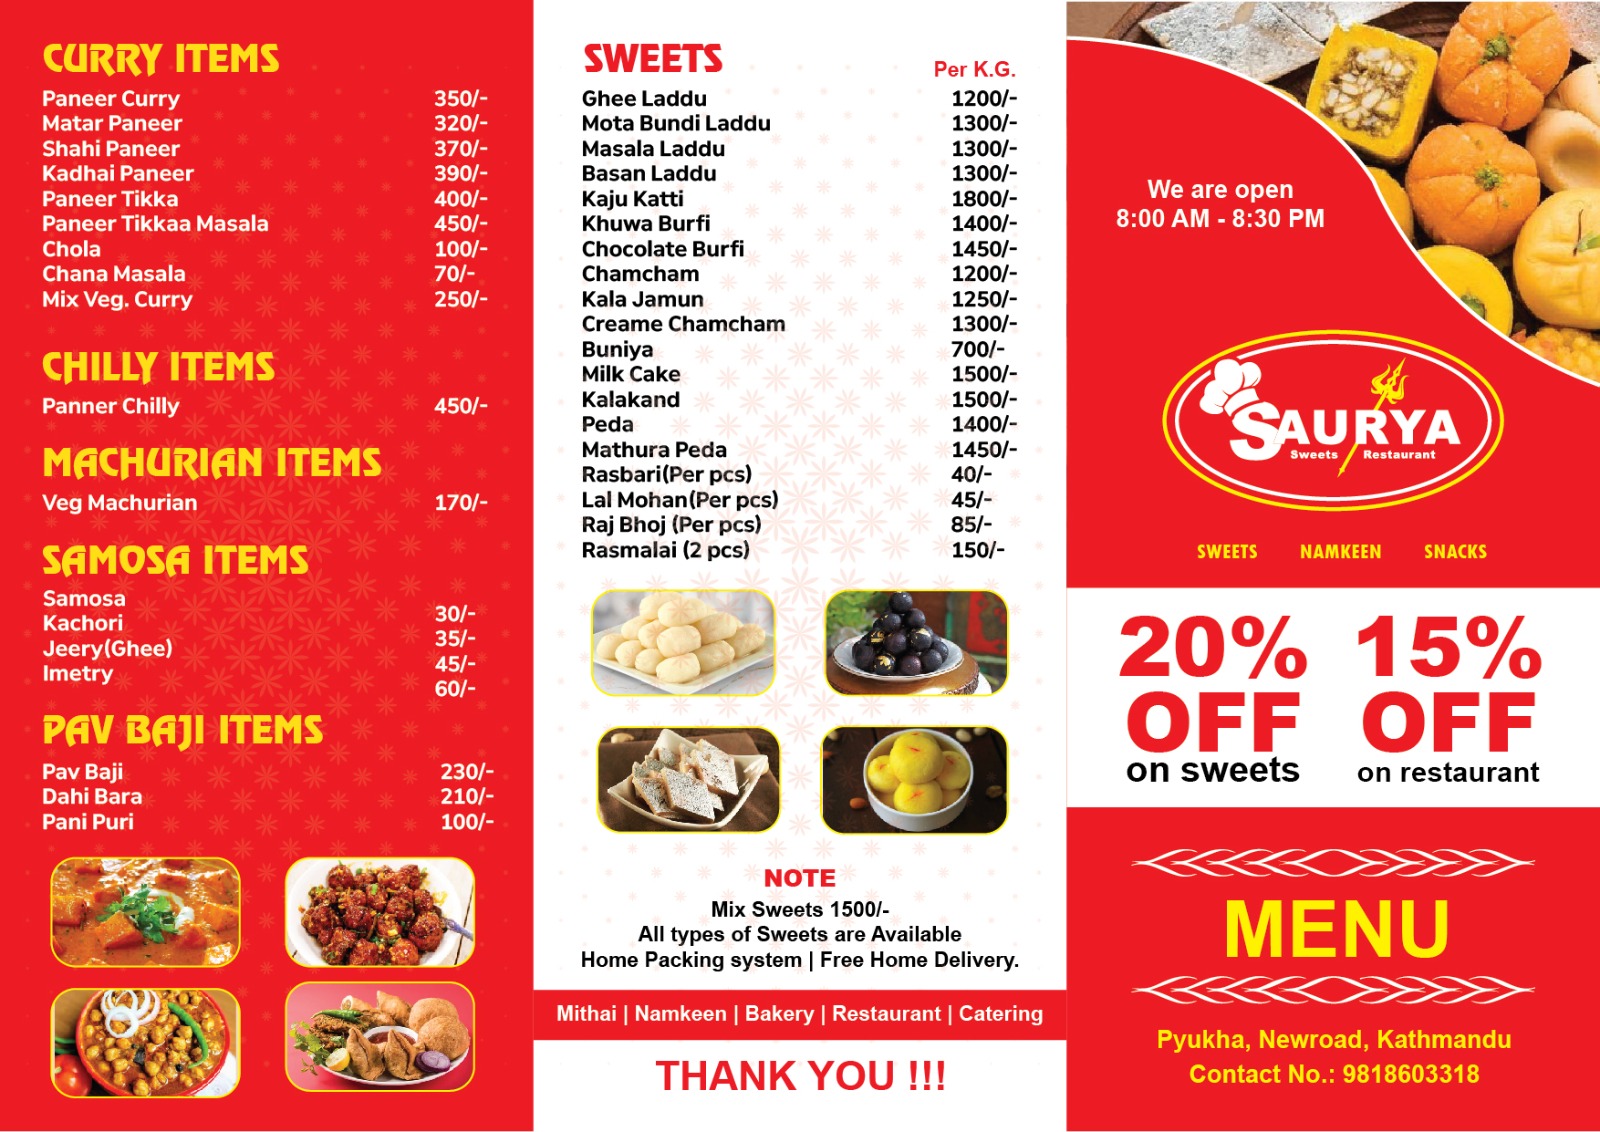 CURRY ITEMS
Paneer Curry 350/-
Matar Paneer 320/-
Shahi Paneer 370/-
Kadhai Paneer 390/-
Paneer Tikka 400/-
Paneer Tikkaa Masala 450/-
Chola 100/-
Chana Masala 70/-
Mix Veg. Curry 250/-
CHILLY ITEMS
Panner Chilly 450/-
MACHURIAN ITEMS
Veg Machurian 170/-
SAMOSA ITEMS
Samosa 30/-
Kachori 35/-
Jeery(Ghee) 45/-
Imetry 60/-
PAV BAJI ITEMS
Pav Baji 230/-
Dahi Bara 210/-
Pani Puri 100/-
SWEETS
Per K.G.
Ghee Laddu 1200/-
Mota Bundi Laddu 1300/-
Masala Laddu 1300/-
Basan Laddu 1300/-
Kaju Katti 1800/-
Khuwa Burfi 1400/-
Chocolate Burfi 1450/-
Chamcham 1200/-
Kala Jamun 1250/-
Creame Chamcham 1300/-
Buniya 700/-
Milk Cake 1500/-
Kalakand 1500/-
Peda 1400/-
Mathura Peda 1450/-
Rasbari(Per pcs) 40/-
Lal Mohan(Per pcs) 45/-
Raj Bhoj (Per pcs) 85/-
Rasmalai (2 pcs) 150/-
NOTE
Mix Sweets 1500/-
All types of Sweets are Available
Home Packing system | Free Home Delivery.
Mithai | Namkeen | Bakery | Restaurant | Catering
THANK YOU !!!
We are open
8:00 AM - 8:30 PM
SAURYA
Sweets Restaurant
SWEETS NAMKEEN SNACKS
20% OFF
on sweets
15% OFF
on restaurant
MENU
Pyukha, Newroad, Kathmandu
Contact No.: 9818603318